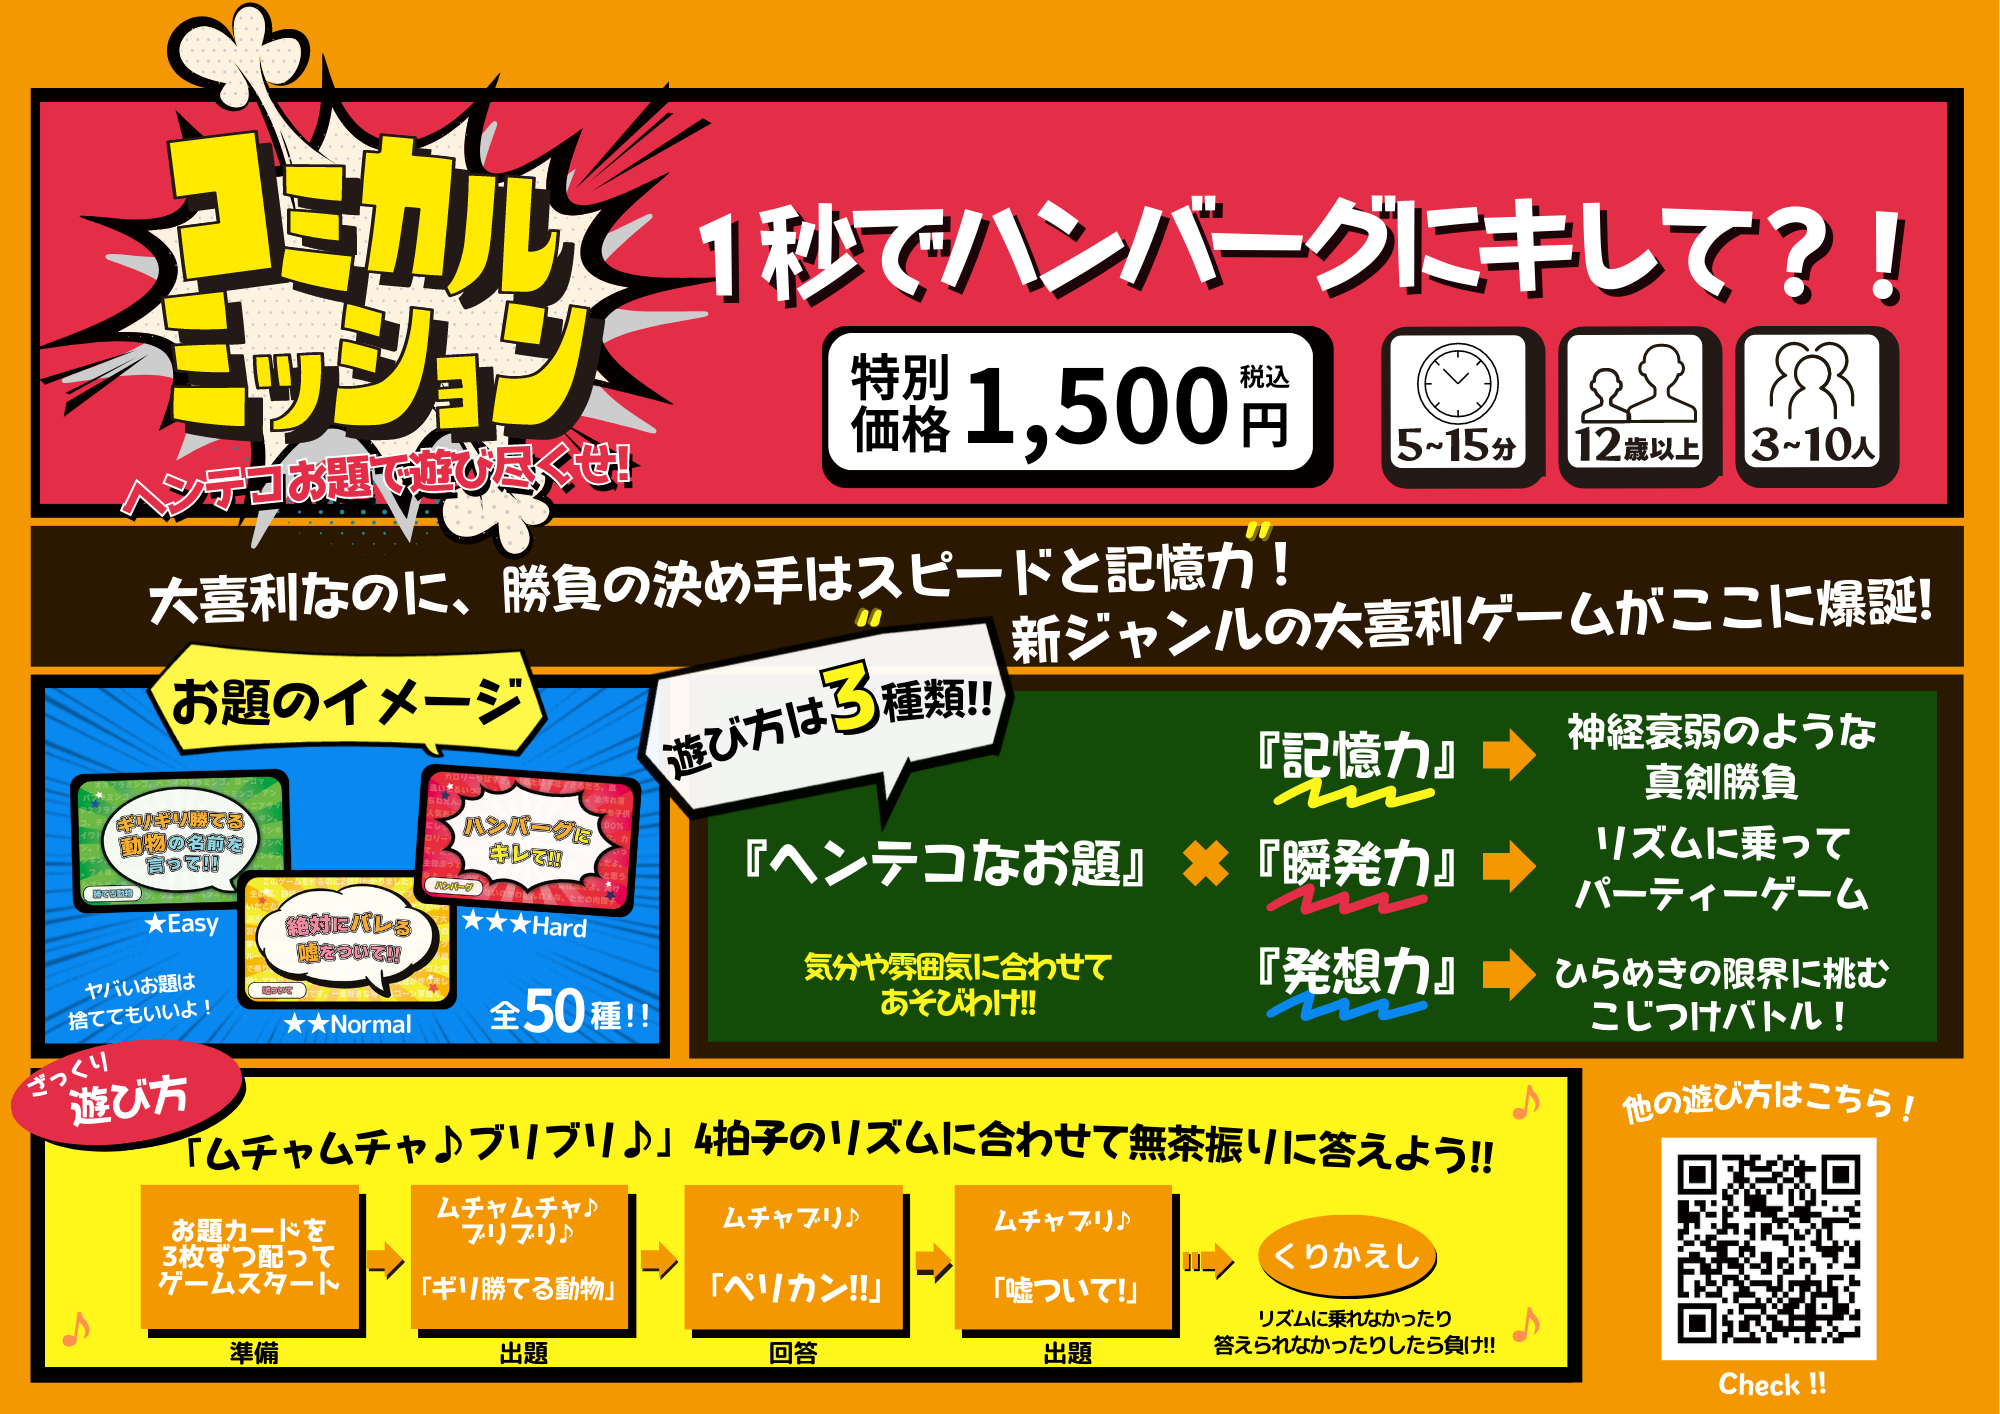 コミカル
ミッション
ヘンテコお題で遊び尽くせ!
1秒でハンバーグにキして?!
特別
価格
1,500
税込
円
5~15分
12歳以上
3~10人
大喜利なのに、勝負の決め手はスピードと記憶力"!
"新ジャンルの大喜利ゲームがここに爆誕!
お題のイメージ
ギリギリ勝てる
動物の名前を
言って!!
勝てる動物
★Easy
ハンバーグに
キレて!!
ハンバーグ
★★★Hard
絶対にバレる
嘘をついて!!
嘘ついて
★★Normal
ヤバいお題は
捨ててもいいよ!
全50種!!
遊び方は3種類!!
『ヘンテコなお題』
✖
気分や雰囲気に合わせて
あそびわけ!!
『記憶力』
神経衰弱のような
真剣勝負
『瞬発力』
リズムに乗って
パーティーゲーム
『発想力』
ひらめきの限界に挑む
こじつけバトル!
ざっくり
遊び方
「ムチャムチャ♪ブリブリ♪」4拍子のリズムに合わせて無茶振りに答えよう!!
お題カードを
3枚ずつ配って
ゲームスタート
準備
ムチャムチャ♪
ブリブリ♪
「ギリ勝てる動物」
出題
ムチャブリ♪
「ペリカン!!」
回答
ムチャブリ♪
「嘘ついて!」
出題
くりかえし
リズムに乗れなかったり
答えられなかったりしたら負け!!
他の遊び方はこちら!
Check !!